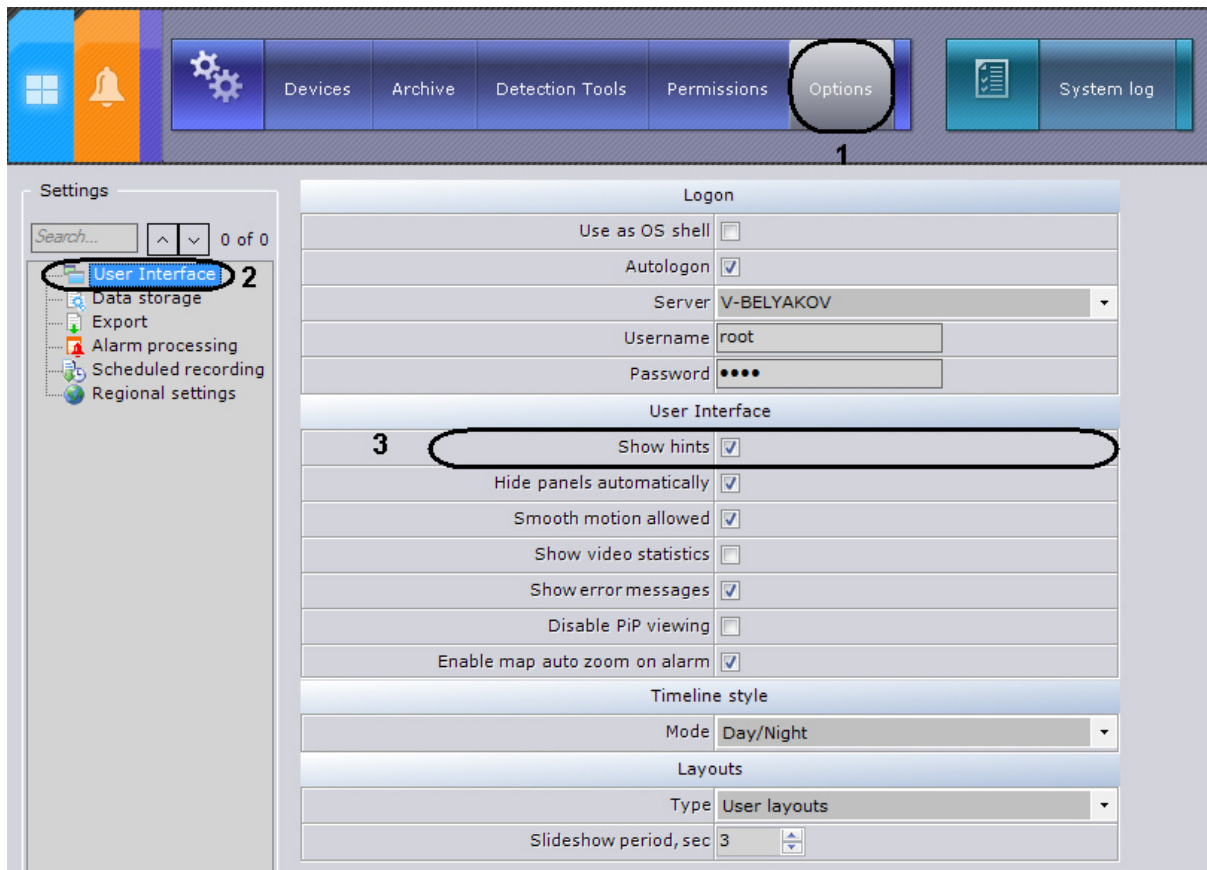 Devices Archive Detection Tools Permissions Options System log
1
Settings
Search... 0 of 0
User Interface 2
Data storage
Export
Alarm processing
Scheduled recording
Regional settings
Logon
Use as OS shell
Autologon
Server V-BELYAKOV
Username root
Password ••••
User Interface
3 Show hints
Hide panels automatically
Smooth motion allowed
Show video statistics
Show error messages
Disable PiP viewing
Enable map auto zoom on alarm
Timeline style
Mode Day/Night
Layouts
Type User layouts
Slideshow period, sec 3